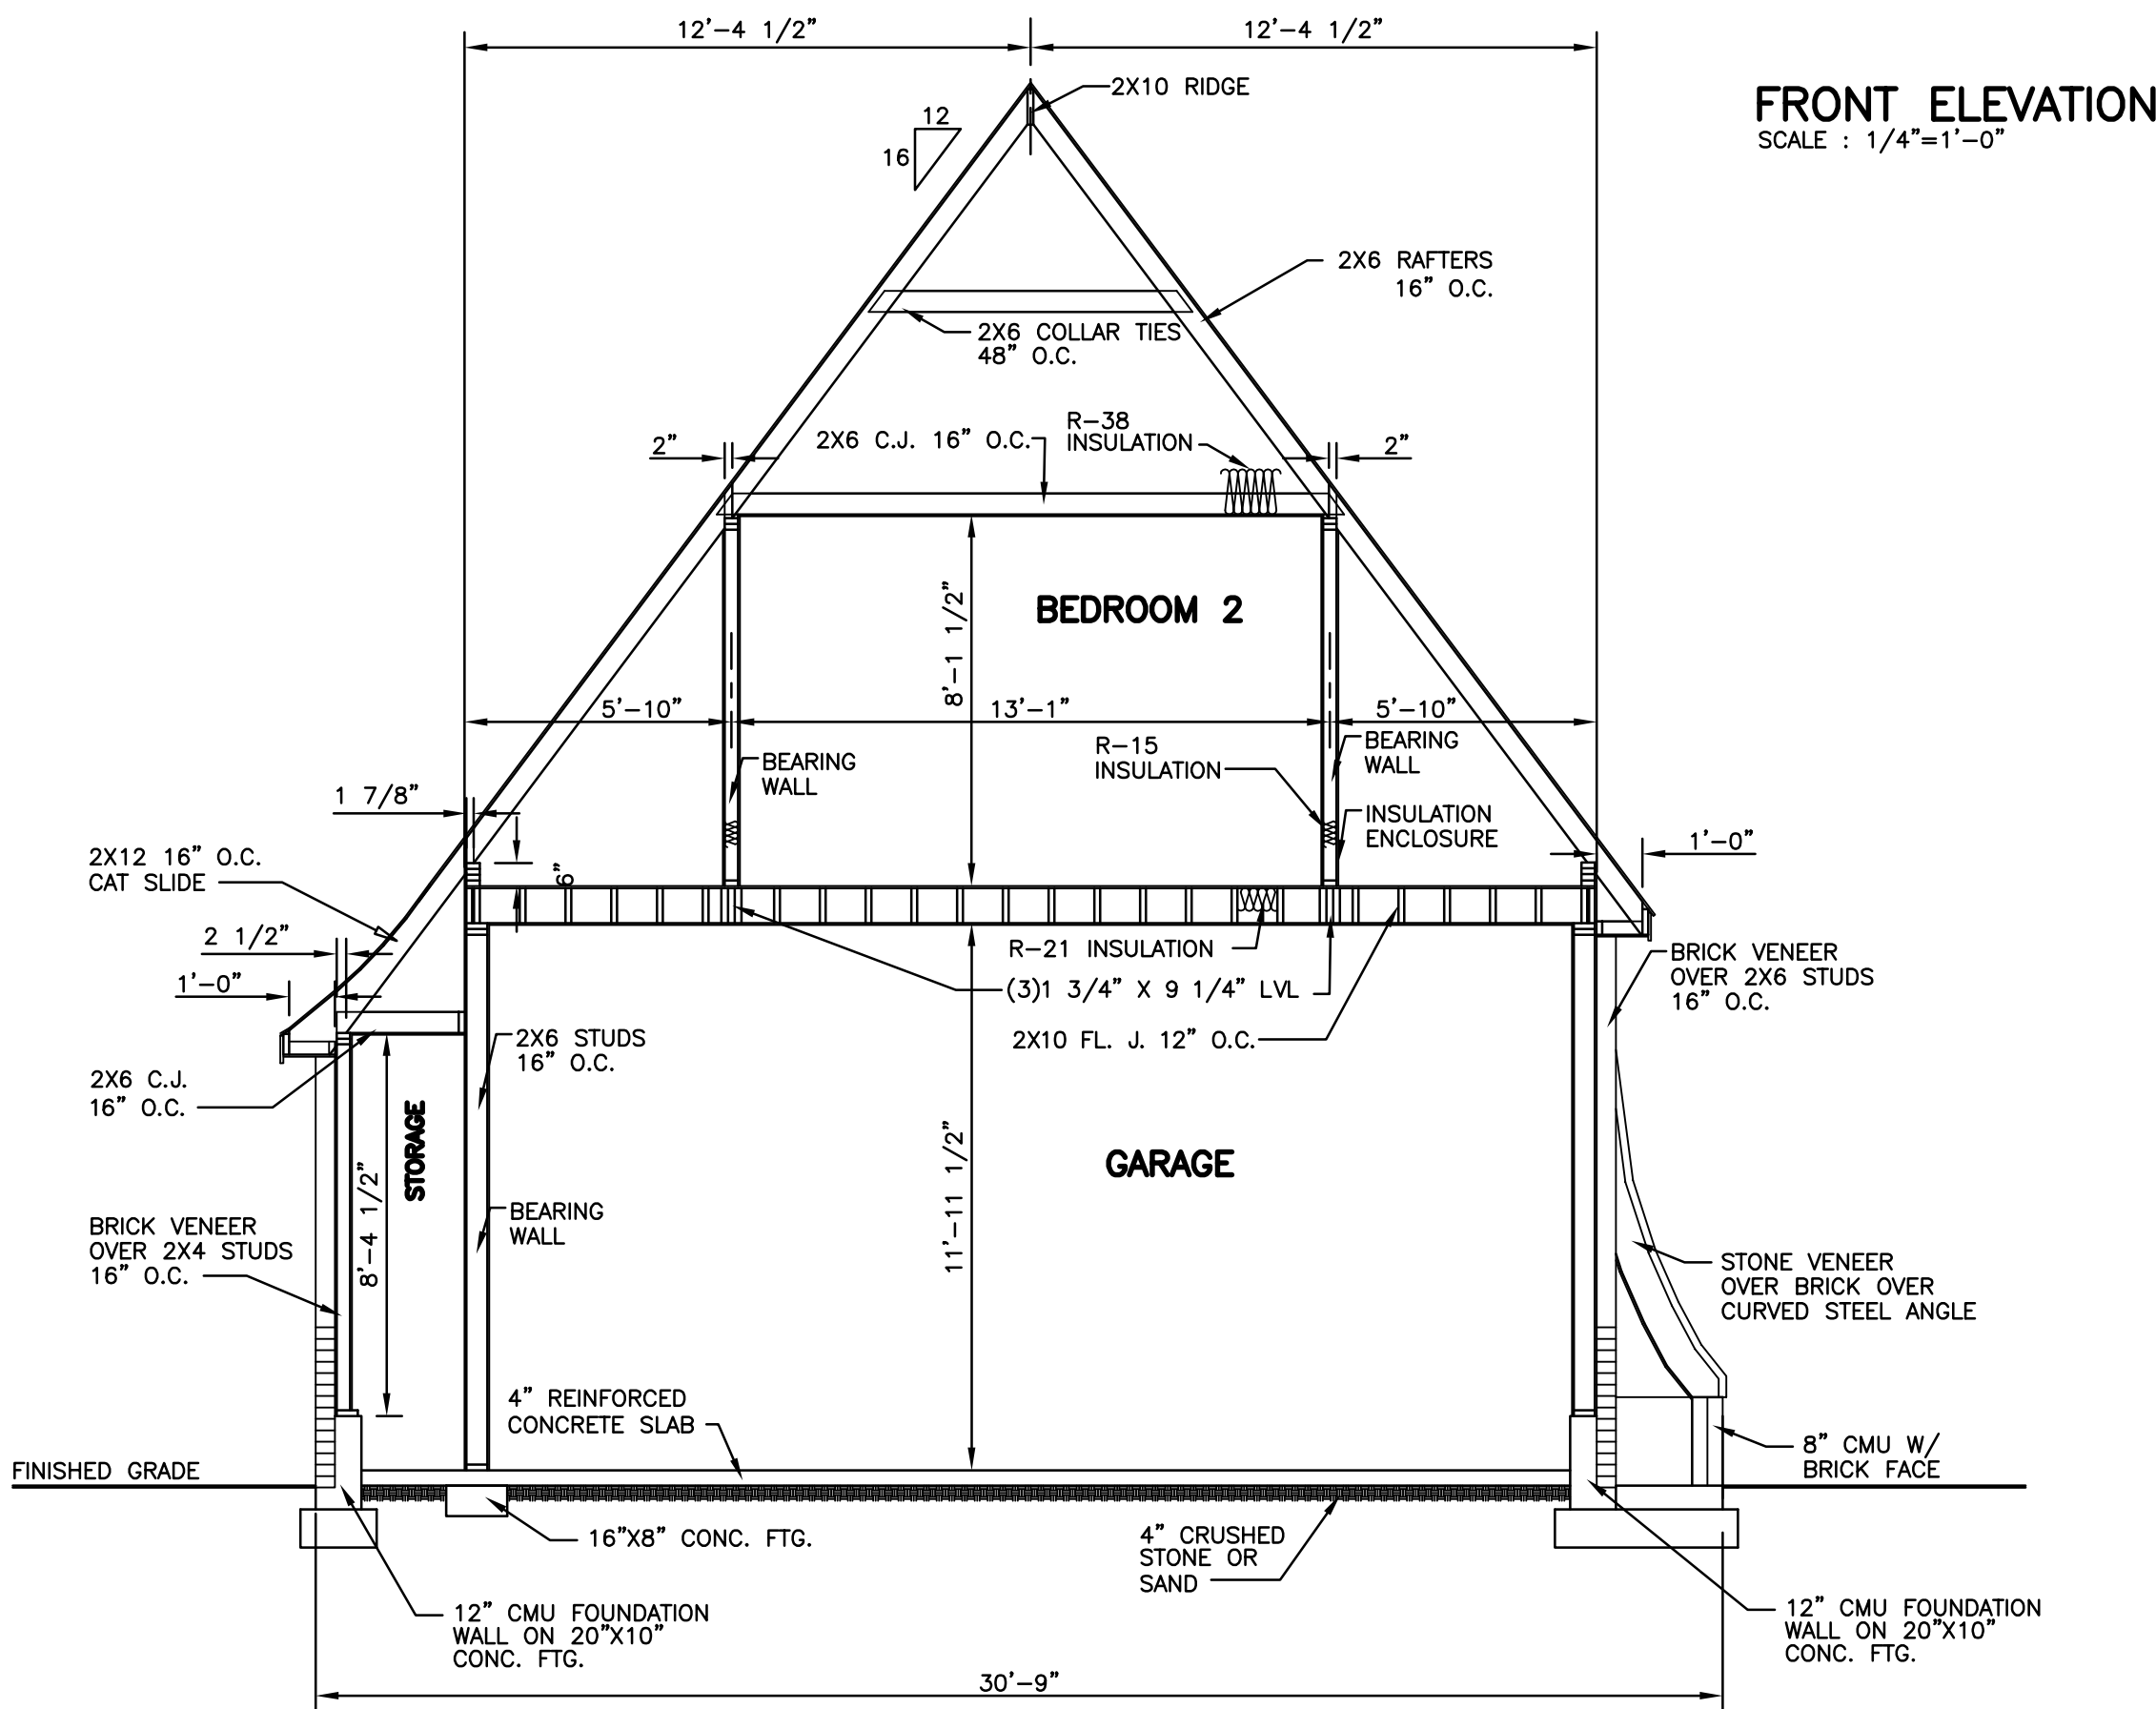 12'-4 1/2"
12'-4 1/2"
2X10 RIDGE
FRONT ELEVATION
SCALE : 1/4"=1'-0"
12
16
2X6 RAFTERS
16" O.C.
2X6 COLLAR TIES
48" O.C.
R-38
INSULATION
2X6 C.J. 16" O.C.
2"
2"
8'-1 1/2"
BEDROOM 2
5'-10"
13'-1"
5'-10"
BEARING
WALL
R-15
INSULATION
BEARING
WALL
1 7/8"
INSULATION
ENCLOSURE
1'-0"
2X12 16" O.C.
CAT SLIDE
6"
2 1/2"
R-21 INSULATION
BRICK VENEER
OVER 2X6 STUDS
16" O.C.
1'-0"
(3)1 3/4" X 9 1/4" LVL
2X6 STUDS
16" O.C.
2X10 FL. J. 12" O.C.
2X6 C.J.
16" O.C.
STORAGE
8'-4 1/2"
11'-11 1/2"
GARAGE
BEARING
WALL
BRICK VENEER
OVER 2X4 STUDS
16" O.C.
STONE VENEER
OVER BRICK OVER
CURVED STEEL ANGLE
4" REINFORCED
CONCRETE SLAB
8" CMU W/
BRICK FACE
FINISHED GRADE
16"X8" CONC. FTG.
4" CRUSHED
STONE OR
SAND
12" CMU FOUNDATION
WALL ON 20"X10"
CONC. FTG.
12" CMU FOUNDATION
WALL ON 20"X10"
CONC. FTG.
30'-9"